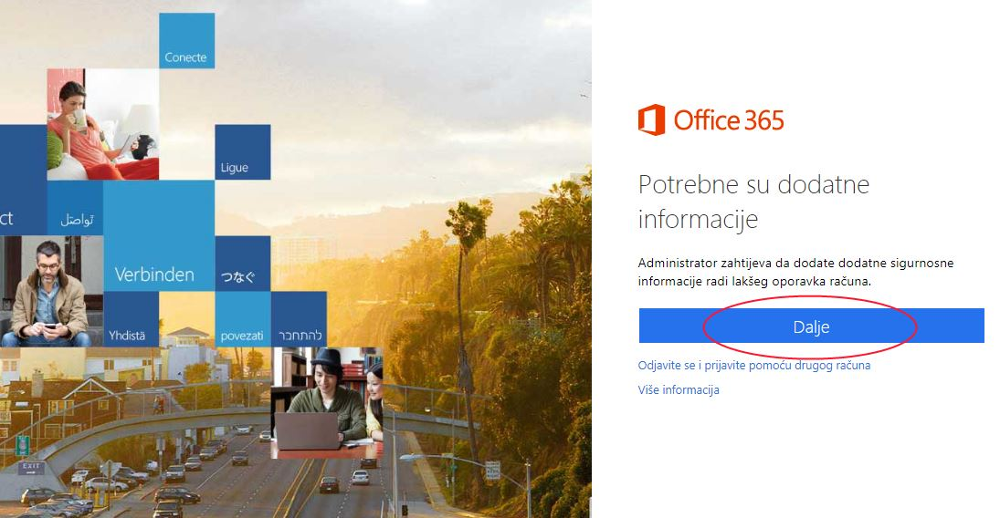 Conecte
Ligue
ct
تواصَل
Verbinden
つなぐ
Yhdistä
povezati
להתחבר
EXIT
Office 365
Potrebne su dodatne
informacije
Administrator zahtijeva da dodate dodatne sigurnosne
informacije radi lakšeg oporavka računa.
Dalje
Odjavite se i prijavite pomoću drugog računa
Više informacija